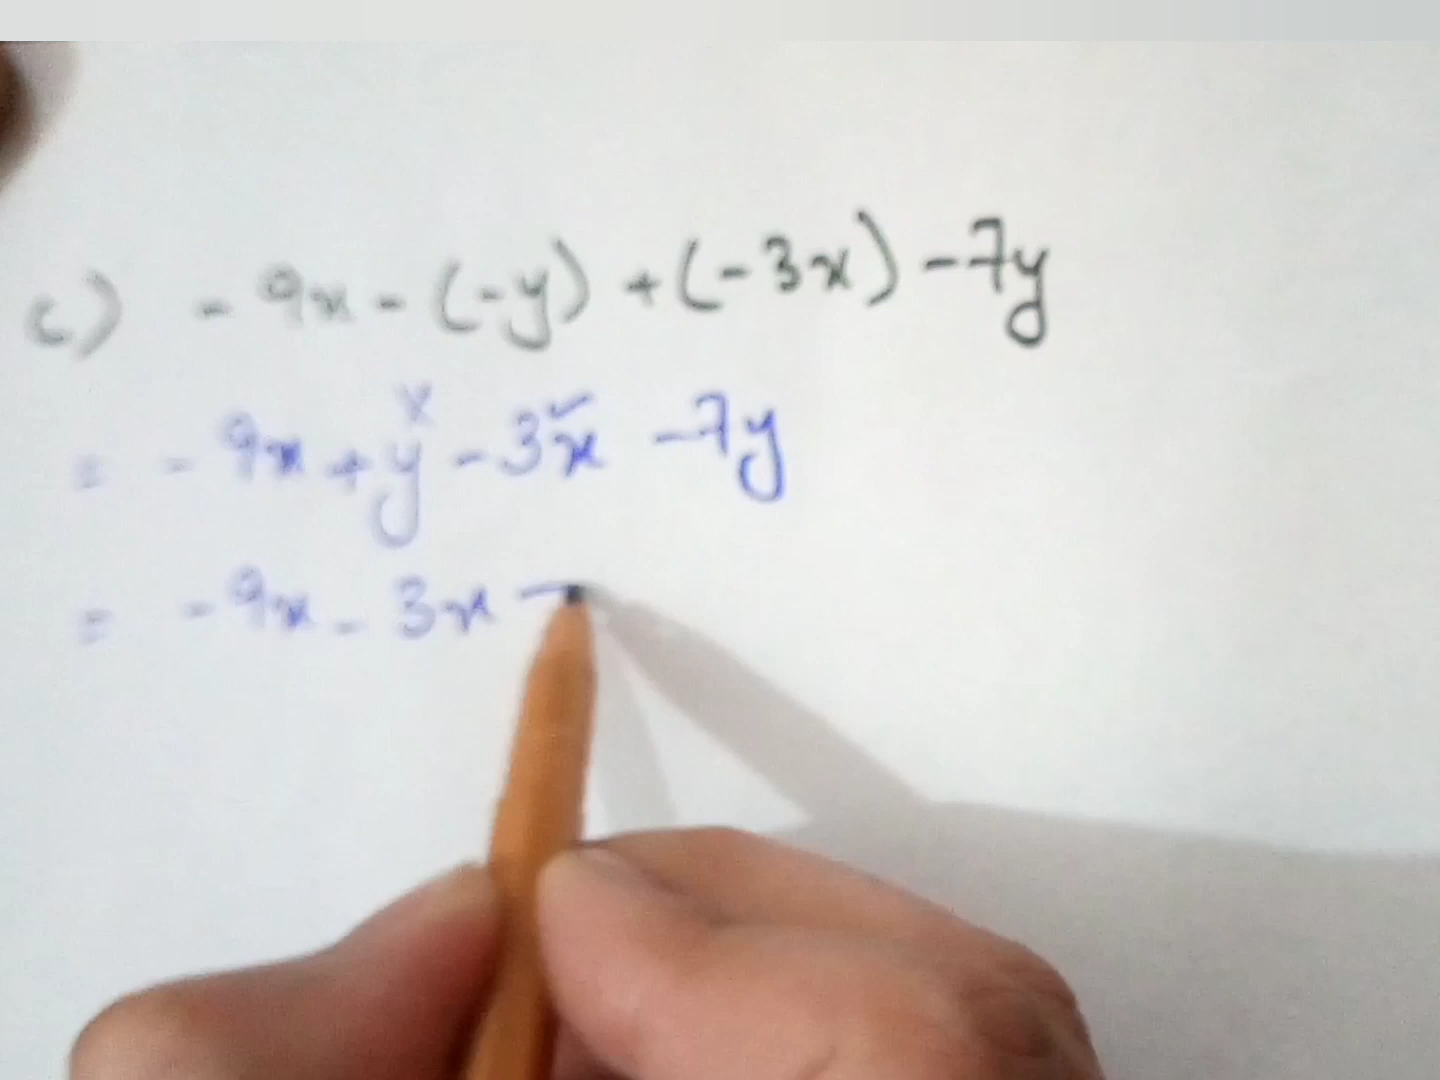 c) - 9x - (-y) + (-3x) - 7y
= - 9x + y - 3x - 7y
= - 9x - 3x -